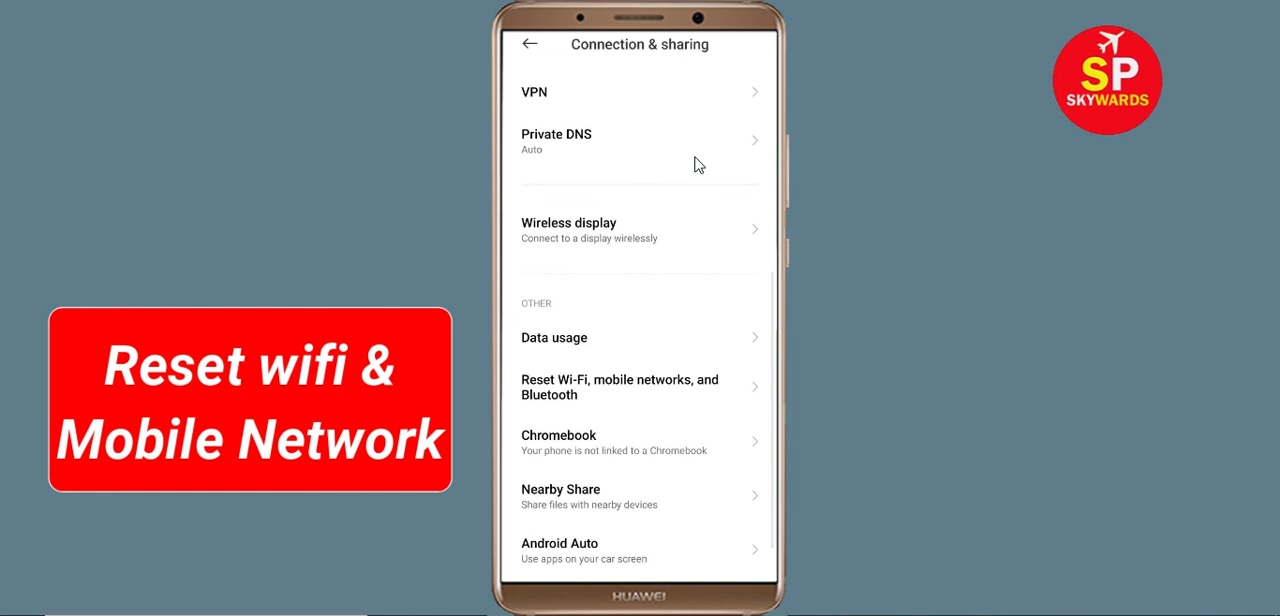 Connection & sharing
VPN
Private DNS
Auto
Wireless display
Connect to a display wirelessly
OTHER
Data usage
Reset Wi-Fi, mobile networks, and
Bluetooth
Chromebook
Your phone is not linked to a Chromebook
Nearby Share
Share files with nearby devices
Android Auto
Use apps on your car screen
HUAWEI
Reset wifi &
Mobile Network
SP
SKYWARDS